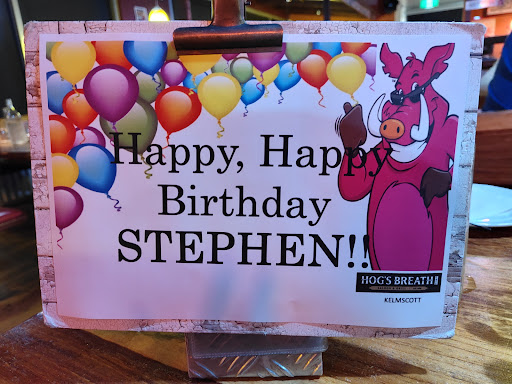 Happy, Happy
Birthday
STEPHEN!!
HOG'S BREATH
KELMSCOTT